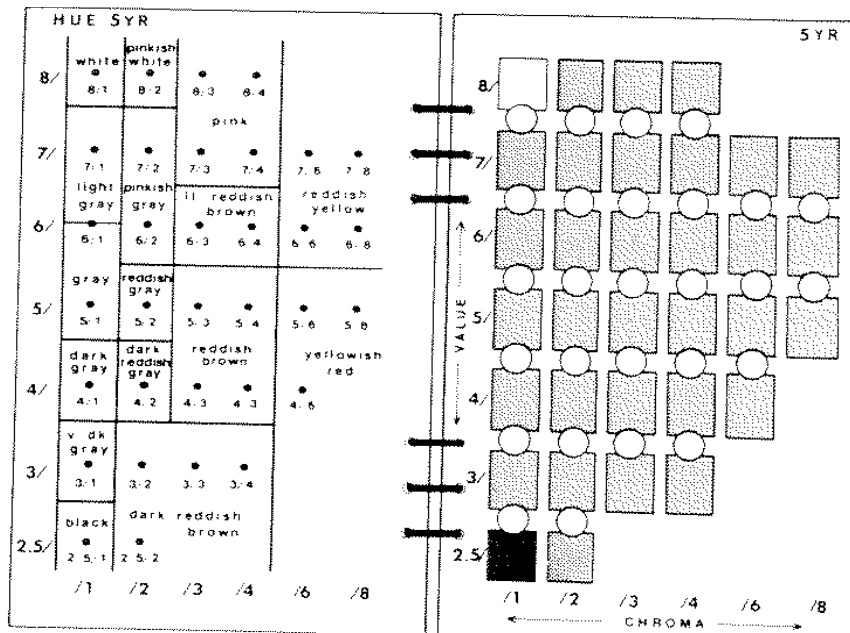 HUE 5YR
white pinkish white
8/ 8/1 8/2 8/3 8/4
pink
7/ 7/1 7/2 7/3 7/4 7/6 7/8
light gray pinkish gray lt reddish brown reddish yellow
6/ 6/1 6/2 6/3 6/4 6/6 6/8
gray reddish gray
5/ 5/1 5/2 5/3 5/4 5/6 5/8
dark gray dark reddish gray reddish brown yellowish red
4/ 4/1 4/2 4/3 4/3 4/6
v dk gray
3/ 3/1 3/2 3/3 3/4
black dark reddish brown
2.5/ 2.5/1 2.5/2
/1 /2 /3 /4 /6 /8
5YR
8/
7/
6/
5/
VALUE
4/
3/
2.5/
/1 /2 /3 /4 /6 /8
CHROMA